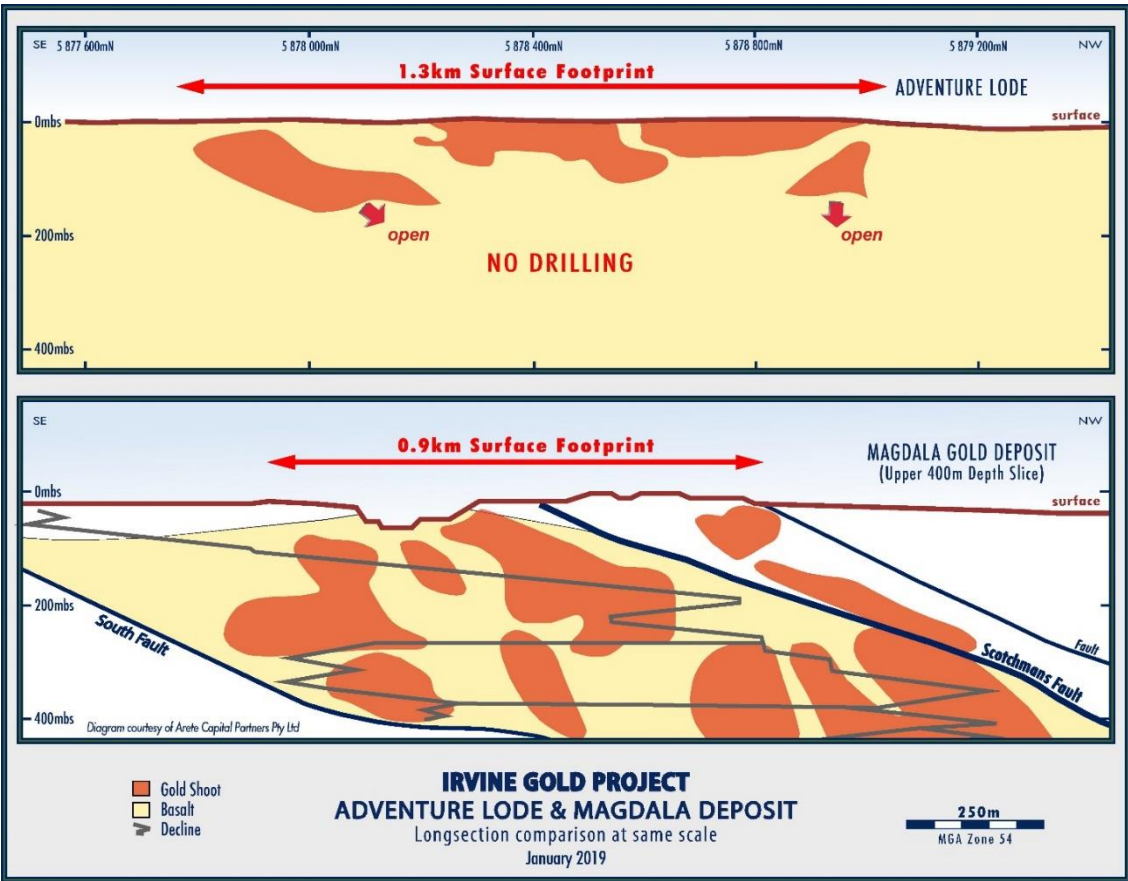 SE 5 877 600mN 5 878 000mN 5 878 400mN 5 878 800mN 5 879 200mN NW
1.3km Surface Footprint
ADVENTURE LODE
0mbs
surface
200mbs
open
open
NO DRILLING
400mbs
SE
NW
0.9km Surface Footprint
MAGDALA GOLD DEPOSIT
(Upper 400m Depth Slice)
0mbs
surface
200mbs
South Fault
Fault
Scotchmans Fault
400mbs
Diagram courtesy of Arete Capital Partners Pty Ltd
Gold Shoot
Basalt
Decline
IRVINE GOLD PROJECT
ADVENTURE LODE & MAGDALA DEPOSIT
Longsection comparison at same scale
January 2019
250m
MGA Zone 54